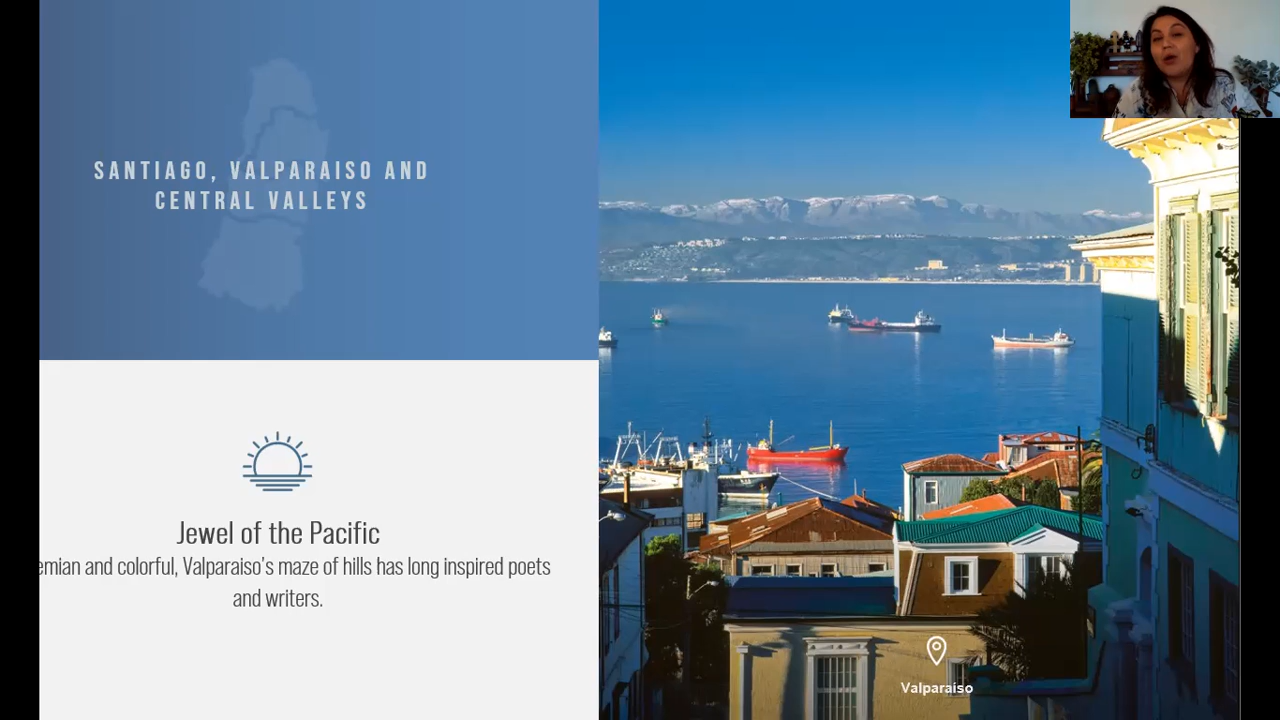 SANTIAGO, VALPARAISO AND
CENTRAL VALLEYS
Jewel of the Pacific
emian and colorful, Valparaiso's maze of hills has long inspired poets
and writers.
Valparaiso